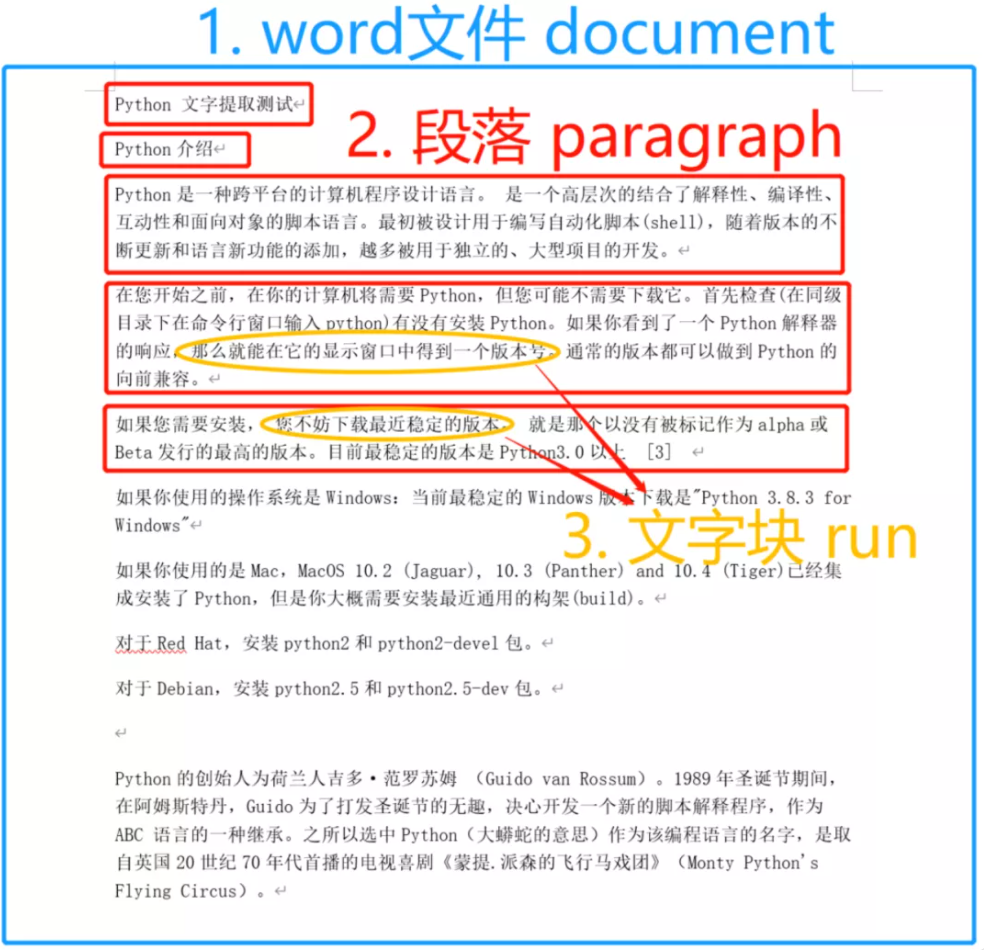 1. word文件 document
Python 文字提取测试↵
2. 段落 paragraph
Python 介绍↵
Python 是一种跨平台的计算机程序设计语言。 是一个高层次的结合了解释性、编译性、
互动性和面向对象的脚本语言。最初被设计用于编写自动化脚本(shell)，随着版本的不
断更新和语言新功能的添加，越多被用于独立的、大型项目的开发。↵
在您开始之前，在你的计算机将需要 Python，但您可能不需要下载它。首先检查(在同级
目录下在命令行窗口输入 python)有没有安装 Python。如果你看到了一个 Python 解释器
的响应，那么就能在它的显示窗口中得到一个版本号。通常的版本都可以做到 Python 的
向前兼容。↵
如果您需要安装， 您不妨下载最近稳定的版本。 就是那个以没有被标记作为 alpha 或
Beta 发行的最高的版本。目前最稳定的版本是 Python3.0 以上 [3] ↵
如果你使用的操作系统是 Windows：当前最稳定的 Windows 版本下载是"Python 3.8.3 for
Windows"↵
3. 文字块 run
如果你使用的是 Mac，MacOS 10.2 (Jaguar), 10.3 (Panther) and 10.4 (Tiger)已经集
成安装了 Python，但是你大概需要安装最近通用的构架(build)。↵
对于 Red Hat，安装 python2 和 python2-devel 包。↵
对于 Debian，安装 python2.5 和 python2.5-dev 包。↵
↵
Python 的创始人为荷兰人吉多·范罗苏姆 （Guido van Rossum）。1989 年圣诞节期间，
在阿姆斯特丹，Guido 为了打发圣诞节的无趣，决心开发一个新的脚本解释程序，作为
ABC 语言的一种继承。之所以选中 Python（大蟒蛇的意思）作为该编程语言的名字，是取
自英国 20 世纪 70 年代首播的电视喜剧《蒙提.派森的飞行马戏团》（Monty Python's
Flying Circus）。↵